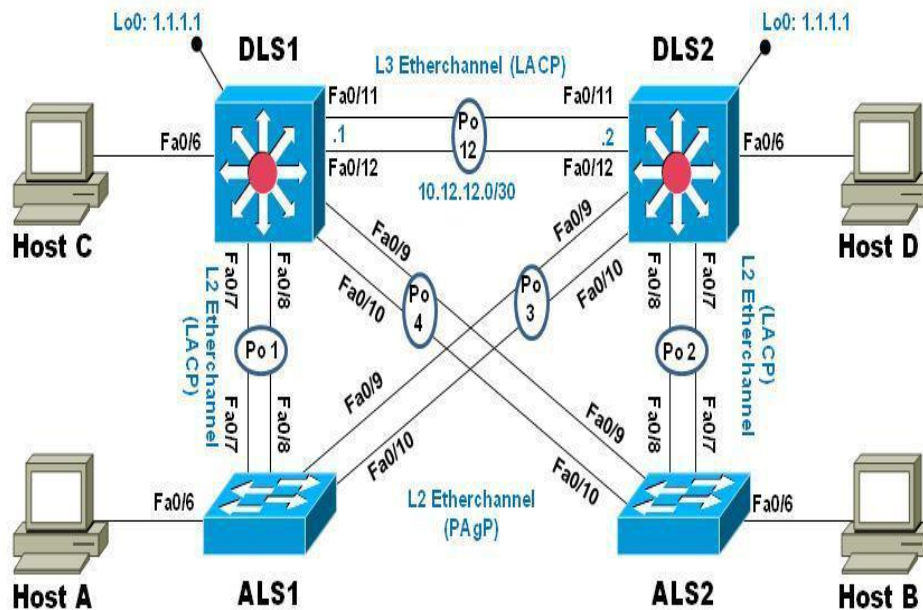 Lo0: 1.1.1.1
Lo0: 1.1.1.1
DLS1
DLS2
L3 Etherchannel (LACP)
Fa0/11
Fa0/11
Po
12
.1
.2
Fa0/6
Fa0/6
Fa0/12
Fa0/12
10.12.12.0/30
Host C
Host D
Fa0/9
Fa0/9
Fa0/10
Fa0/10
Fa0/7
Fa0/8
Fa0/8
Fa0/7
L2 Etherchannel
(LACP)
L2 Etherchannel
(LACP)
Po
4
Po
3
Po 1
Po 2
Fa0/7
Fa0/8
Fa0/9
Fa0/10
Fa0/9
Fa0/10
Fa0/8
Fa0/7
L2 Etherchannel
(PAgP)
Fa0/6
Fa0/6
Host A
ALS1
ALS2
Host B